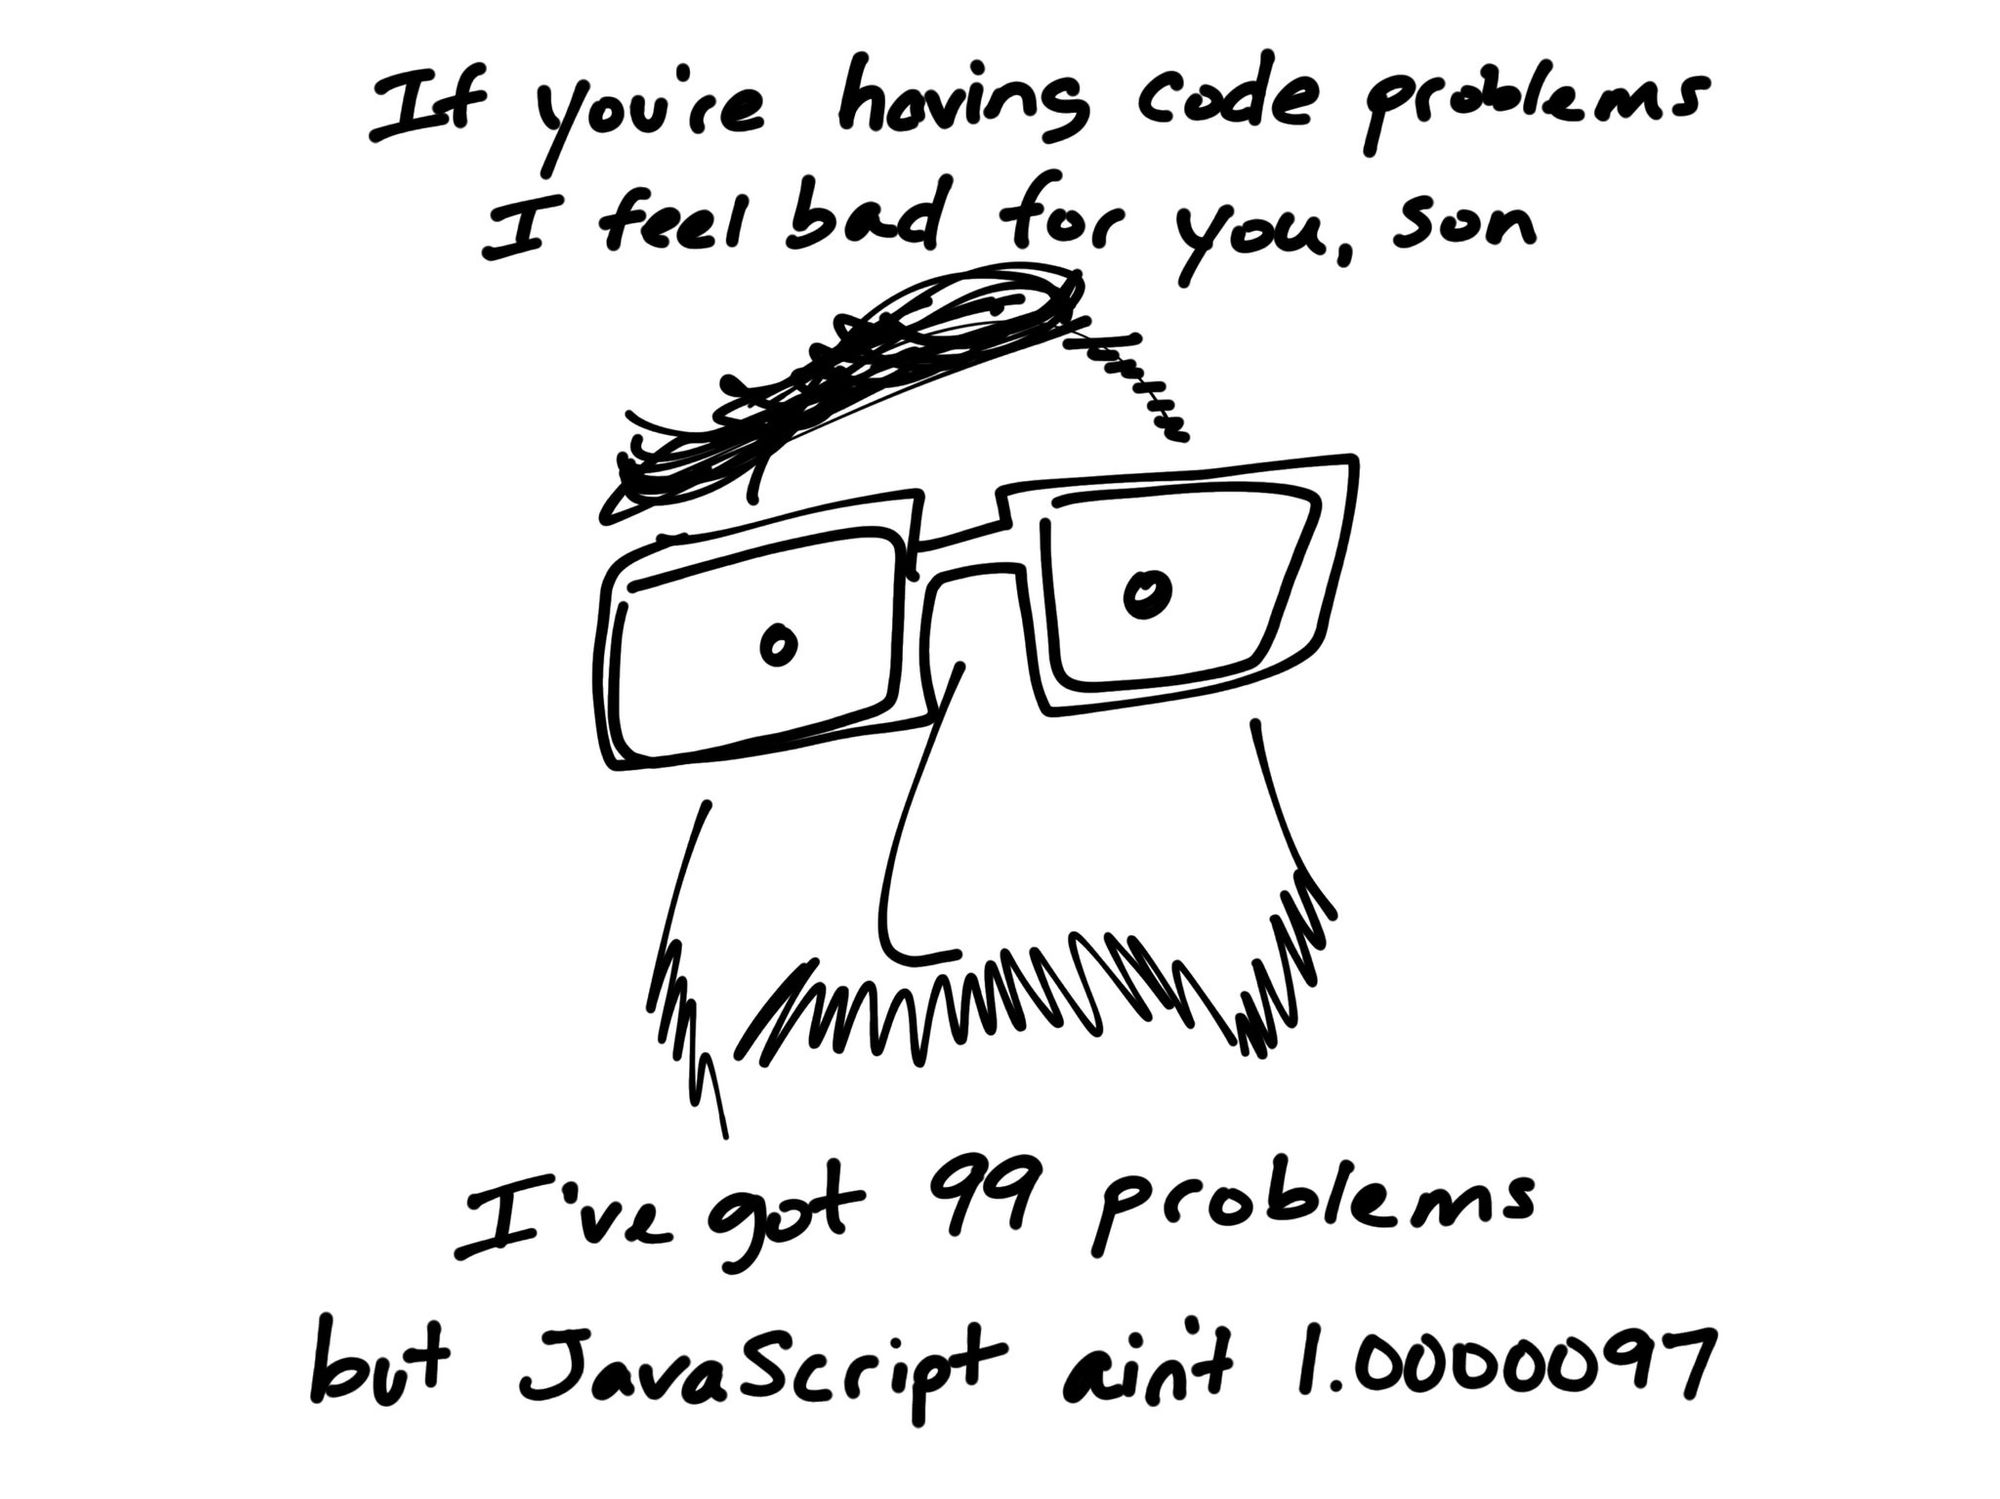 If you're having code problems
I feel bad for you, son
I've got 99 problems
but JavaScript ain't 1.0000097